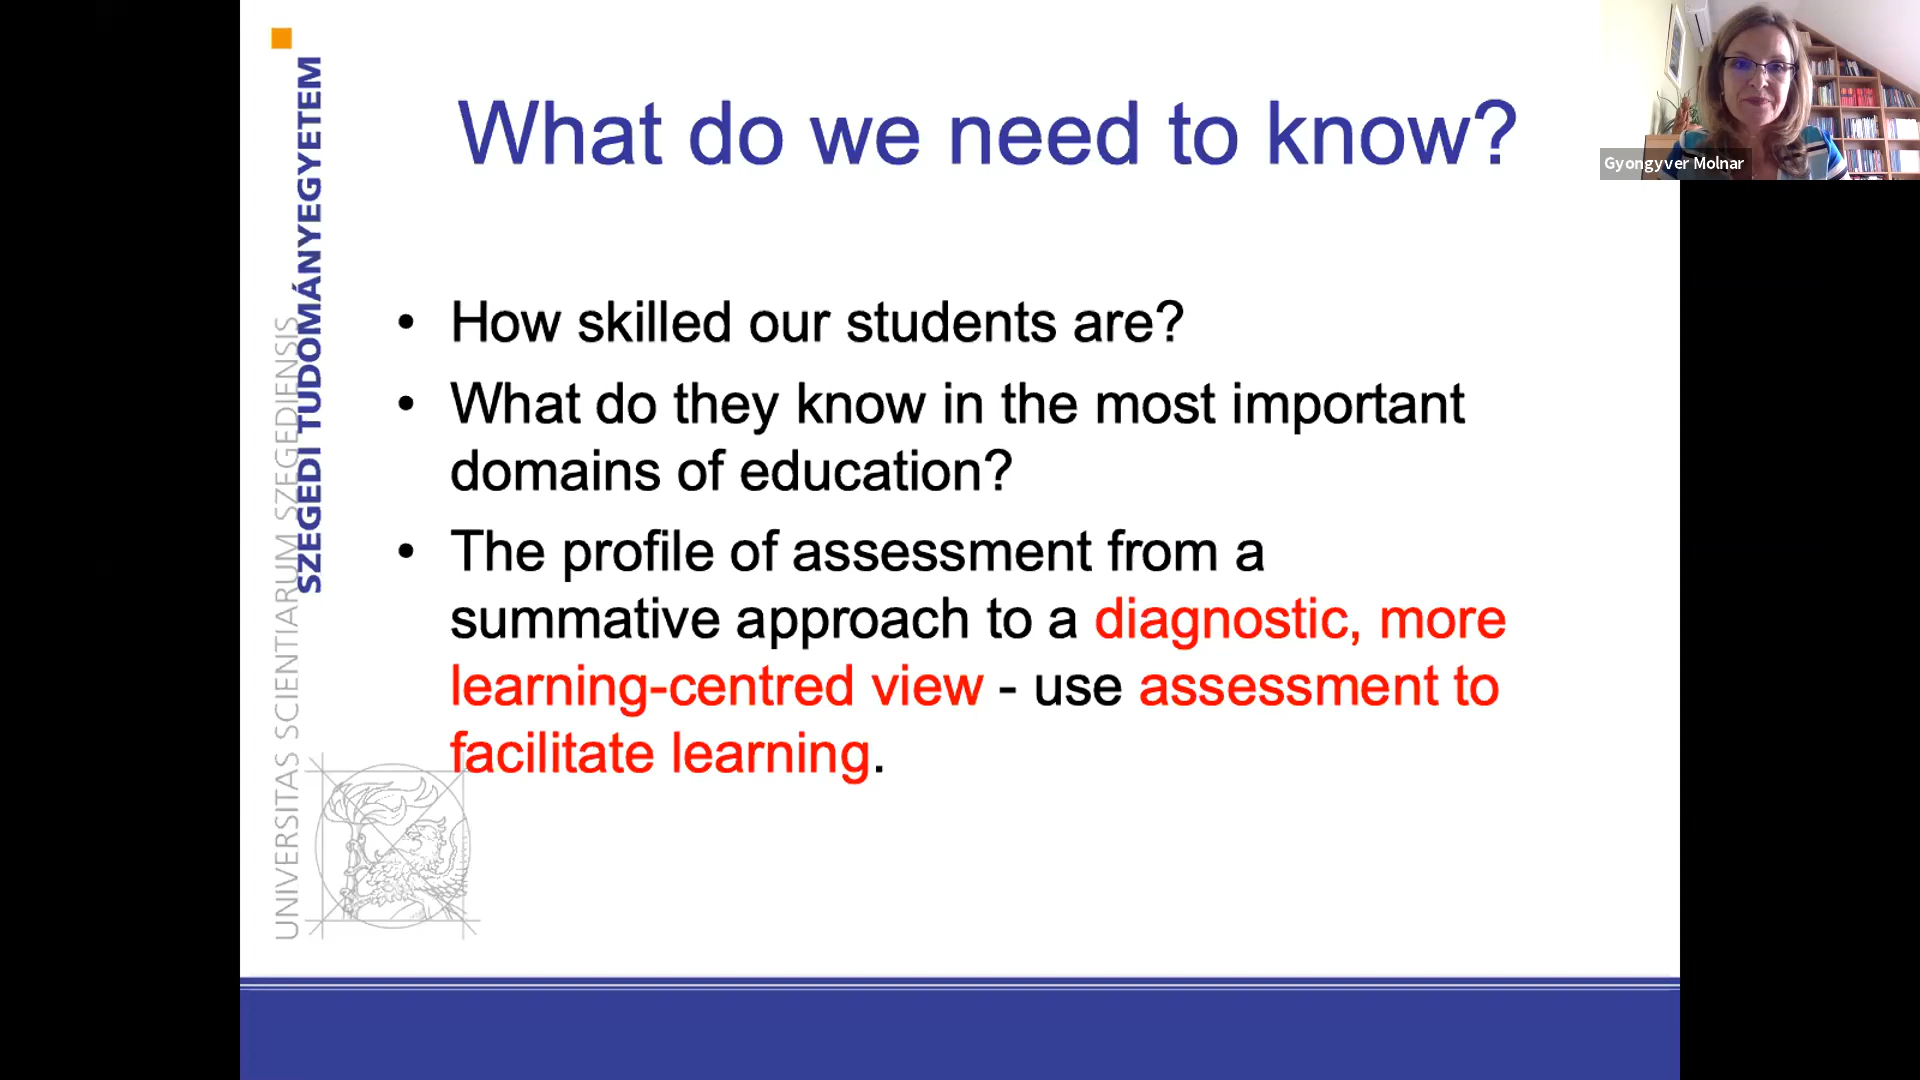 What do we need to know?
• How skilled our students are?
• What do they know in the most important
domains of education?
• The profile of assessment from a
summative approach to a diagnostic, more
learning-centred view - use assessment to
facilitate learning.
SZEGEDI TUDOMÁNYEGYETEM
UNIVERSITAS SCIENTIARUM SZEGEDIENSIS
Gyongyver Molnar